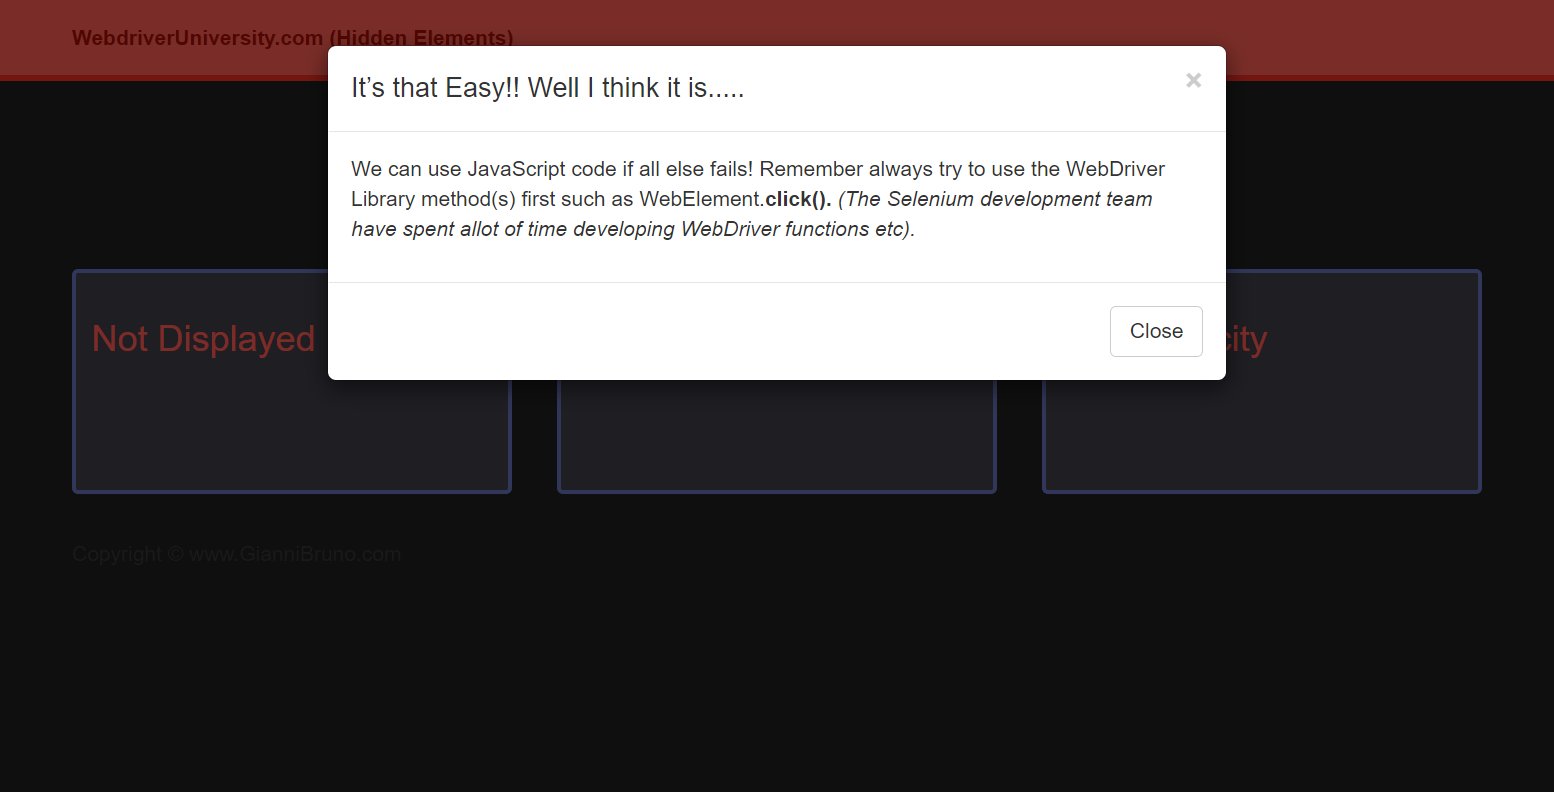 WebdriverUniversity.com (Hidden Elements)
It’s that Easy!! Well I think it is.....
×
We can use JavaScript code if all else fails! Remember always try to use the WebDriver
Library method(s) first such as WebElement.click(). (The Selenium development team
have spent allot of time developing WebDriver functions etc).
Close
Not Displayed
city
Copyright © www.GianniBruno.com